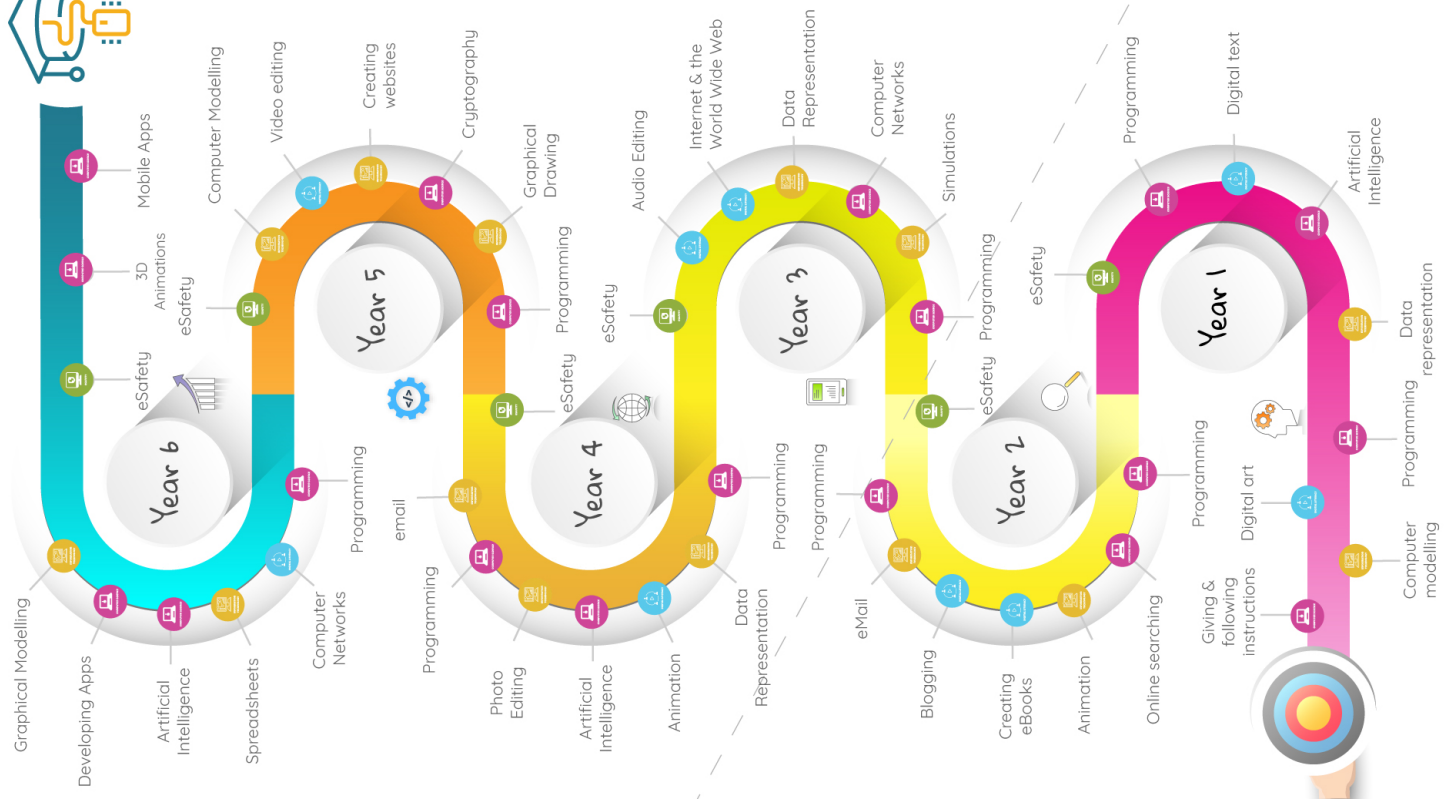 Mobile Apps
3D
Animations
eSafety
Year 6
Graphical Modelling
Developing Apps
Artificial
Intelligence
Spreadsheets
Computer
Networks
Programming
eSafety
Computer Modelling
Video editing
Creating
websites
Cryptography
Graphical
Drawing
Year 5
</>
Programming
eSafety
email
Programming
Photo
Editing
Artificial
Intelligence
Animation
Data
Representation
Year 4
Programming
eSafety
Audio Editing
Internet & the
World Wide Web
Data
Representation
Computer
Networks
Simulations
Year 3
Programming
eSafety
Programming
eMail
Blogging
Creating
eBooks
Animation
Online searching
Year 2
Programming
eSafety
Programming
Digital text
Artificial
Intelligence
Year 1
Data
representation
Programming
Digital art
Computer
modelling
Giving &
following
instructions